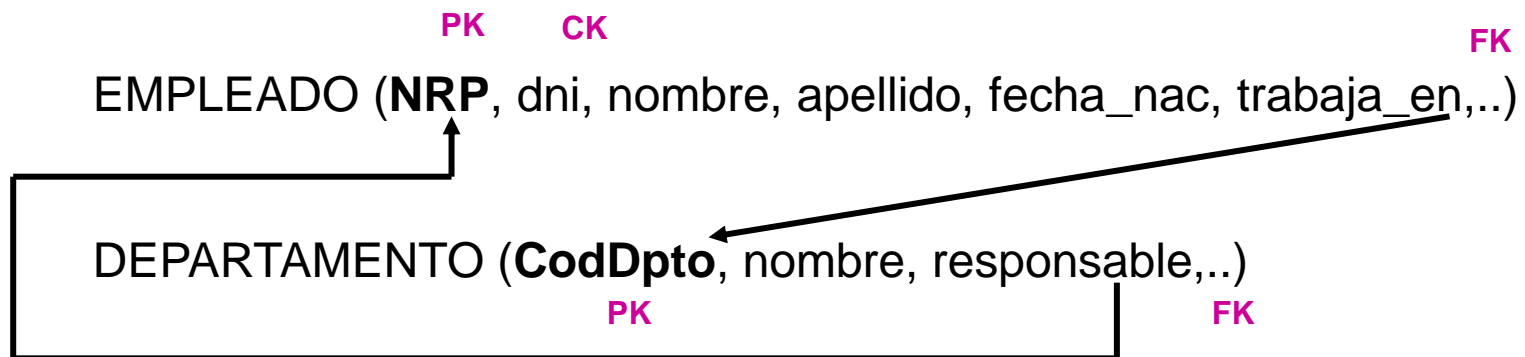 PK CK FK
EMPLEADO (NRP, dni, nombre, apellido, fecha_nac, trabaja_en,..)
DEPARTAMENTO (CodDpto, nombre, responsable,..)
PK FK